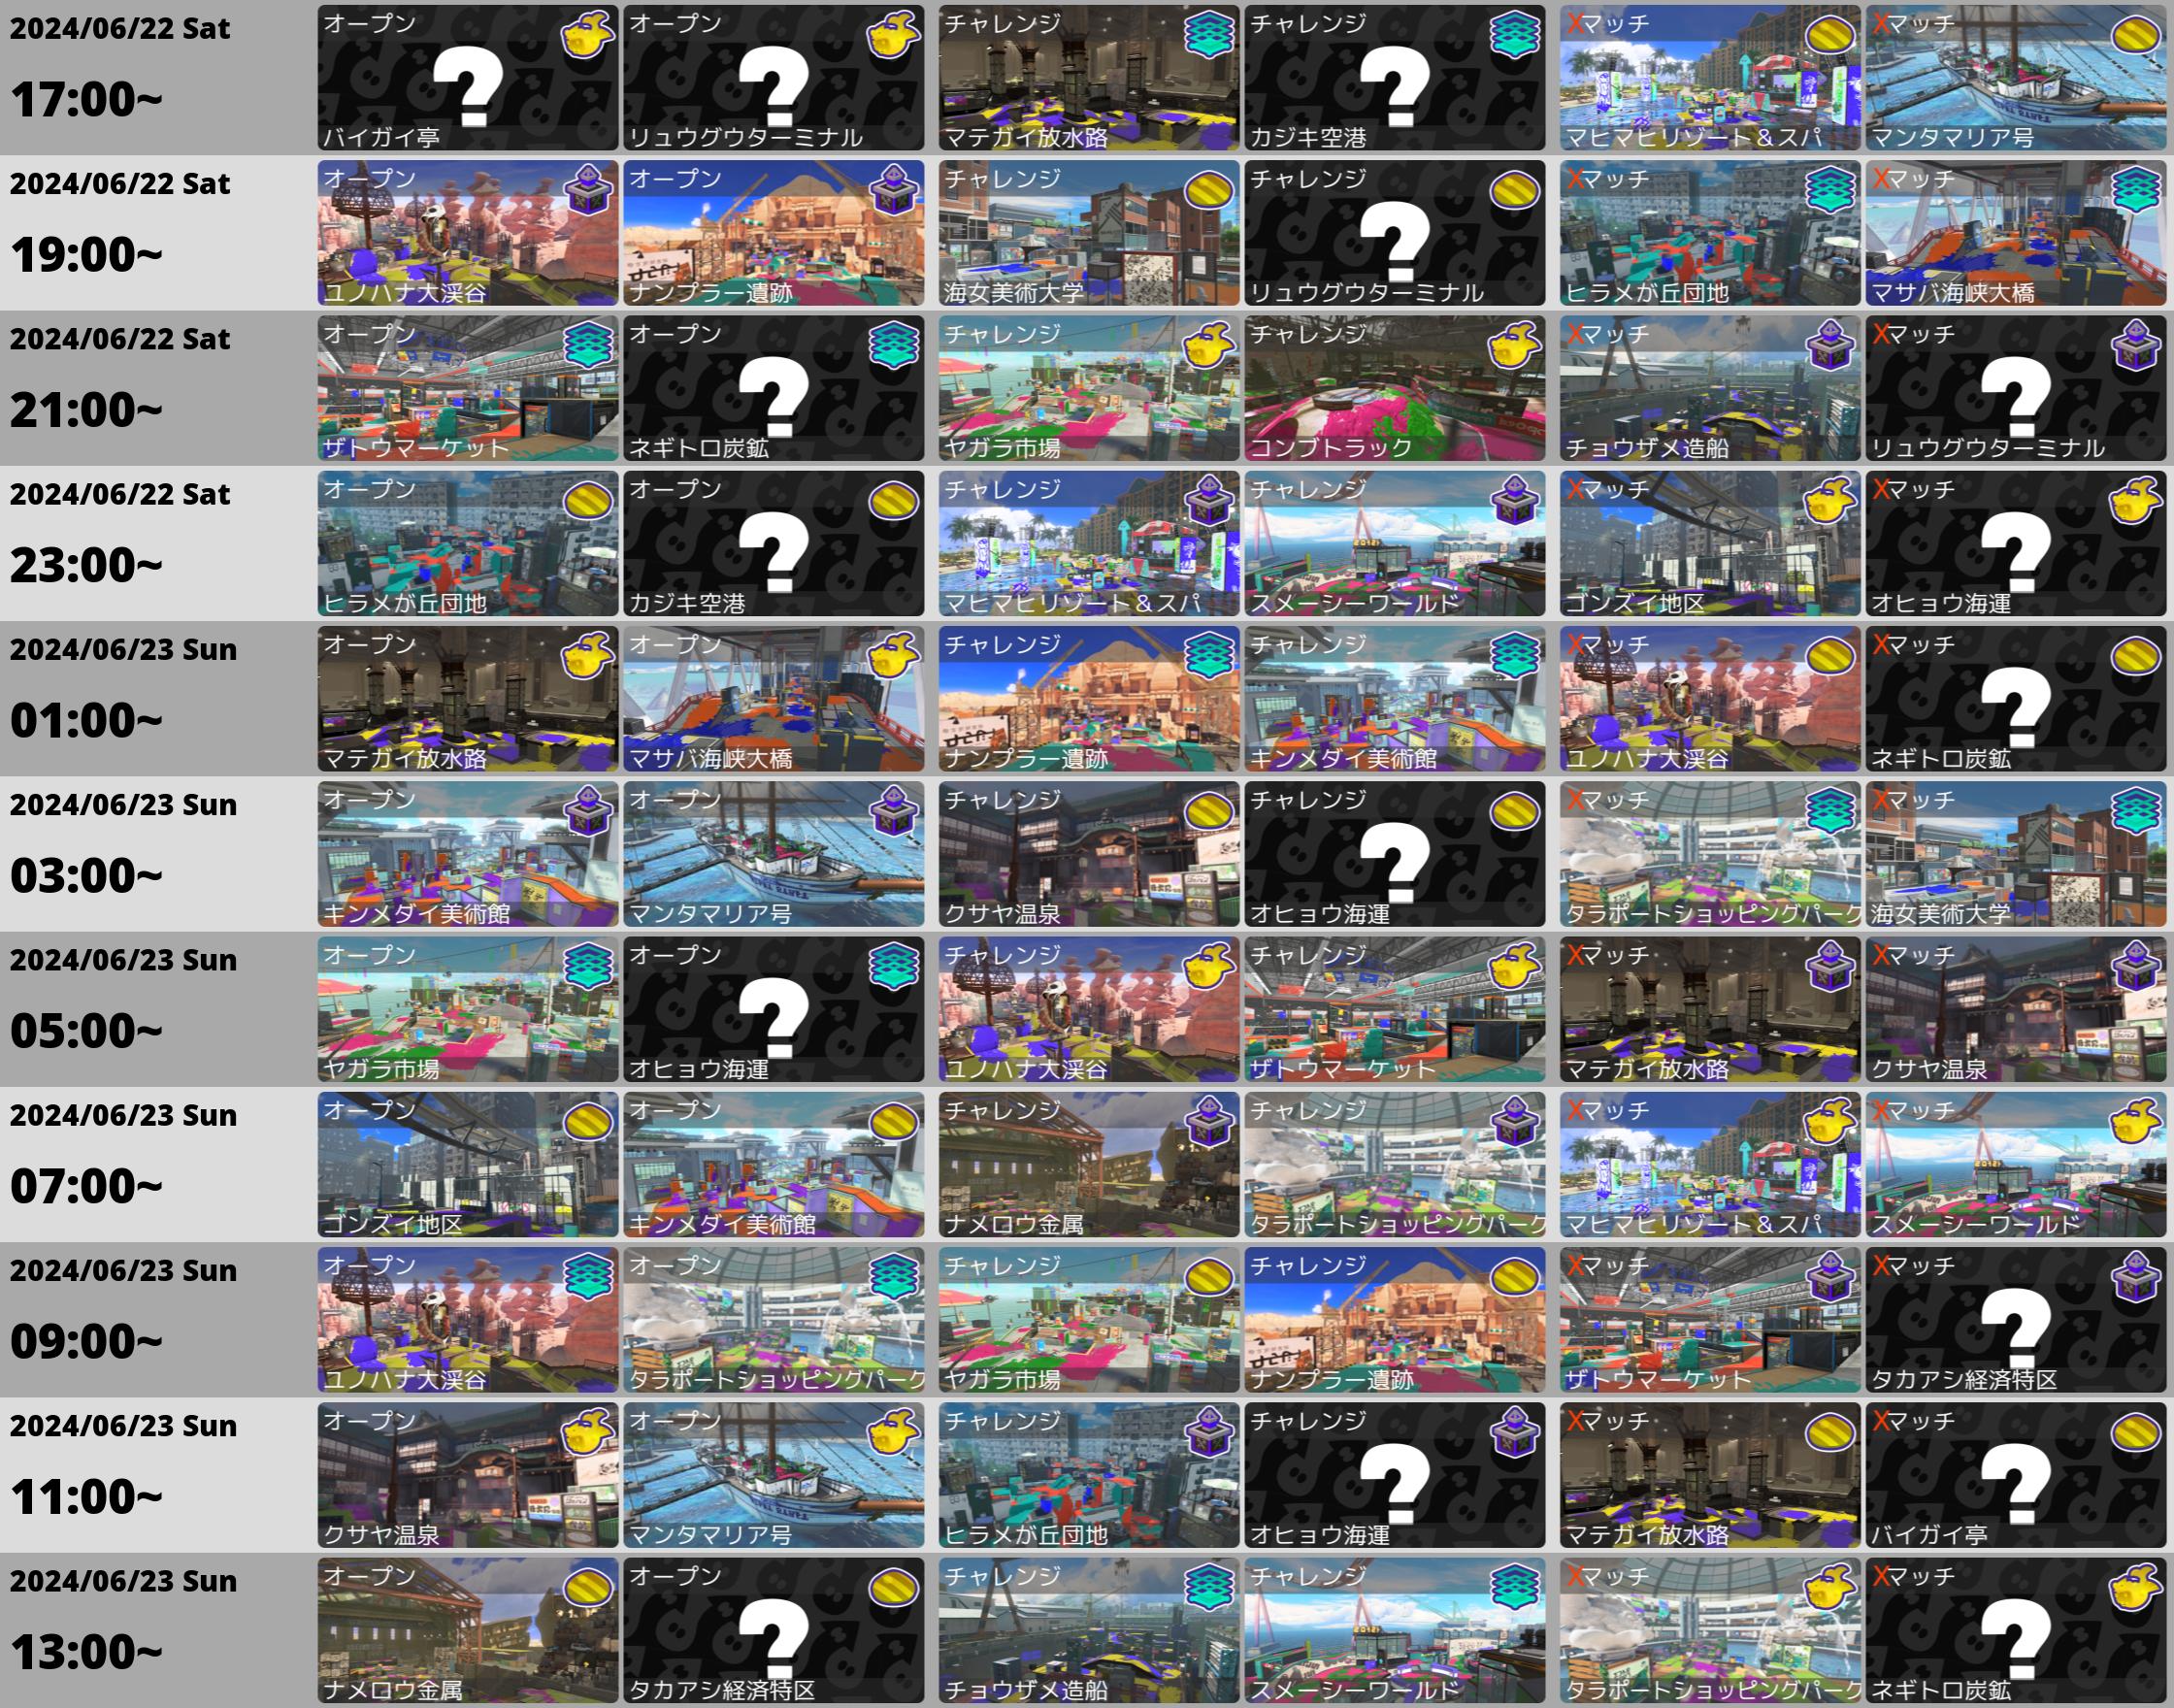 2024/06/22 Sat
17:00~
オープン オープン チャレンジ チャレンジ Xマッチ Xマッチ
バイガイ亭 リュウグウターミナル マテガイ放水路 カジキ空港 マヒマヒリゾート＆スパ マンタマリア号
2024/06/22 Sat
19:00~
オープン オープン チャレンジ チャレンジ Xマッチ Xマッチ
ユノハナ大渓谷 ナンプラー遺跡 海女美術大学 リュウグウターミナル ヒラメが丘団地 マサバ海峡大橋
2024/06/22 Sat
21:00~
オープン オープン チャレンジ チャレンジ Xマッチ Xマッチ
ザトウマーケット ネギトロ炭鉱 ヤガラ市場 コンブトラック チョウザメ造船 リュウグウターミナル
2024/06/22 Sat
23:00~
オープン オープン チャレンジ チャレンジ Xマッチ Xマッチ
ヒラメが丘団地 カジキ空港 マヒマヒリゾート＆スパ スメーシーワールド ゴンズイ地区 オヒョウ海運
2024/06/23 Sun
01:00~
オープン オープン チャレンジ チャレンジ Xマッチ Xマッチ
マテガイ放水路 マサバ海峡大橋 ナンプラー遺跡 キンメダイ美術館 ユノハナ大渓谷 ネギトロ炭鉱
2024/06/23 Sun
03:00~
オープン オープン チャレンジ チャレンジ Xマッチ Xマッチ
キンメダイ美術館 マンタマリア号 クサヤ温泉 オヒョウ海運 タラポートショッピングパーク 海女美術大学
2024/06/23 Sun
05:00~
オープン オープン チャレンジ チャレンジ Xマッチ Xマッチ
ヤガラ市場 オヒョウ海運 ユノハナ大渓谷 ザトウマーケット マテガイ放水路 クサヤ温泉
2024/06/23 Sun
07:00~
オープン オープン チャレンジ チャレンジ Xマッチ Xマッチ
ゴンズイ地区 キンメダイ美術館 ナメロウ金属 タラポートショッピングパーク マヒマヒリゾート＆スパ スメーシーワールド
2024/06/23 Sun
09:00~
オープン オープン チャレンジ チャレンジ Xマッチ Xマッチ
ユノハナ大渓谷 タラポートショッピングパーク ヤガラ市場 ナンプラー遺跡 ザトウマーケット タカアシ経済特区
2024/06/23 Sun
11:00~
オープン オープン チャレンジ チャレンジ Xマッチ Xマッチ
クサヤ温泉 マンタマリア号 ヒラメが丘団地 オヒョウ海運 マテガイ放水路 バイガイ亭
2024/06/23 Sun
13:00~
オープン オープン チャレンジ チャレンジ Xマッチ Xマッチ
ナメロウ金属 タカアシ経済特区 チョウザメ造船 スメーシーワールド タラポートショッピングパーク ネギトロ炭鉱